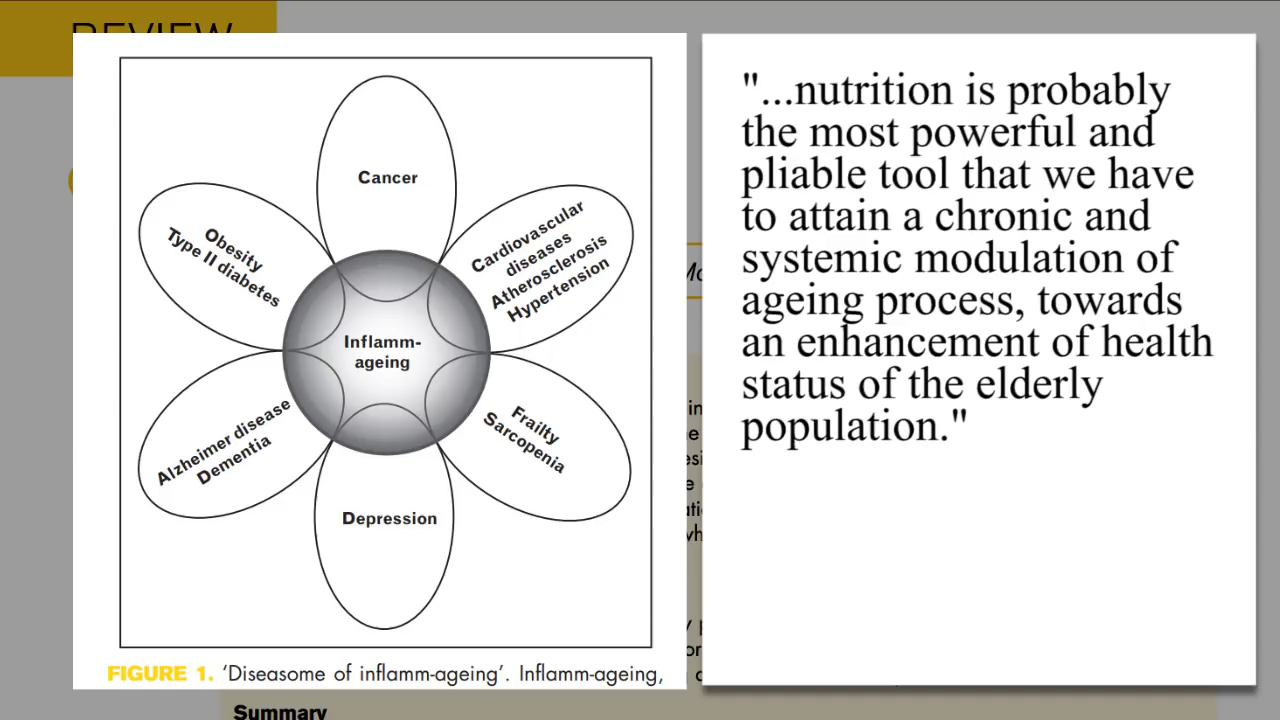 REVIEW
Cancer
Cardiovascular
diseases
Atherosclerosis
Hypertension
Obesity
Type II diabetes
Inflamm-
ageing
Alzheimer disease
Dementia
Frailty
Sarcopenia
Depression
FIGURE 1. ‘Diseasome of inflamm-ageing’. Inflamm-ageing,
Summary
"...nutrition is probably
the most powerful and
pliable tool that we have
to attain a chronic and
systemic modulation of
ageing process, towards
an enhancement of health
status of the elderly
population."